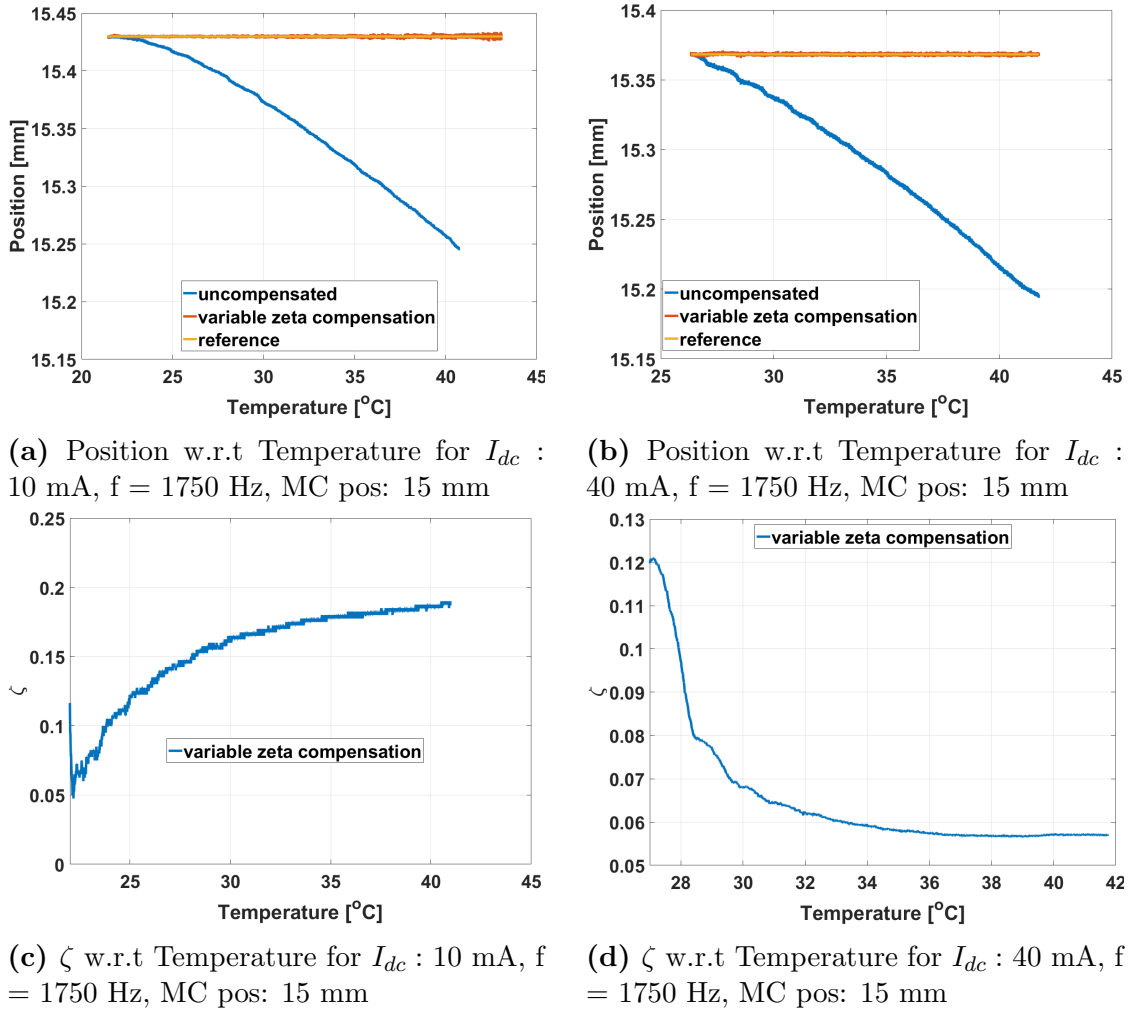 15.45
15.4
15.35
15.3
15.25
15.2
15.15
Position [mm]
uncompensated
variable zeta compensation
reference
20 25 30 35 40 45
Temperature [°C]
15.4
15.35
15.3
15.25
15.2
15.15
Position [mm]
uncompensated
variable zeta compensation
reference
25 30 35 40 45
Temperature [°C]
(a) Position w.r.t Temperature for I_dc :
10 mA, f = 1750 Hz, MC pos: 15 mm
(b) Position w.r.t Temperature for I_dc :
40 mA, f = 1750 Hz, MC pos: 15 mm
0.25
0.2
0.15
0.1
0.05
0
ζ
variable zeta compensation
25 30 35 40 45
Temperature [°C]
0.13
0.12
0.11
0.1
0.09
0.08
0.07
0.06
0.05
ζ
variable zeta compensation
28 30 32 34 36 38 40 42
Temperature [°C]
(c) ζ w.r.t Temperature for I_dc : 10 mA, f
= 1750 Hz, MC pos: 15 mm
(d) ζ w.r.t Temperature for I_dc : 40 mA, f
= 1750 Hz, MC pos: 15 mm